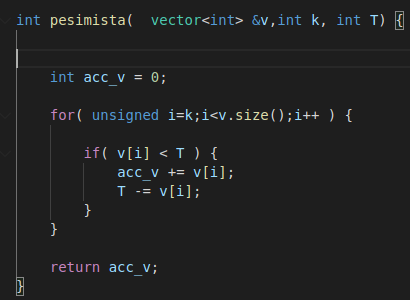 int pesimista(  vector<int> &v,int k, int T) {
    int acc_v = 0;
    for( unsigned i=k;i<v.size();i++ ) {
        if( v[i] < T ) {
            acc_v += v[i];
            T -= v[i];
        }
    }
    return acc_v;
}